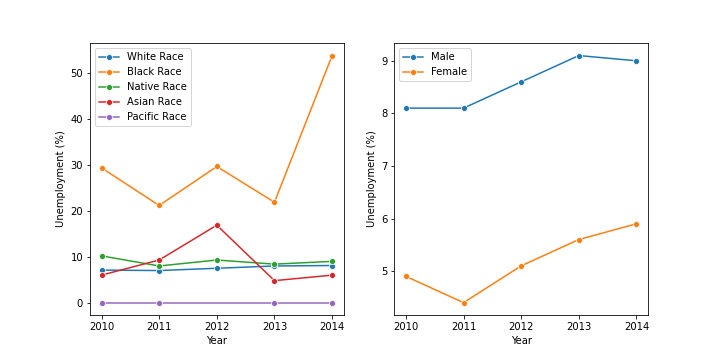 White Race
Black Race
Native Race
Asian Race
Pacific Race
50
40
30
20
10
0
Unemployment (%)
2010 2011 2012 2013 2014
Year
Male
Female
9
8
7
6
5
Unemployment (%)
2010 2011 2012 2013 2014
Year